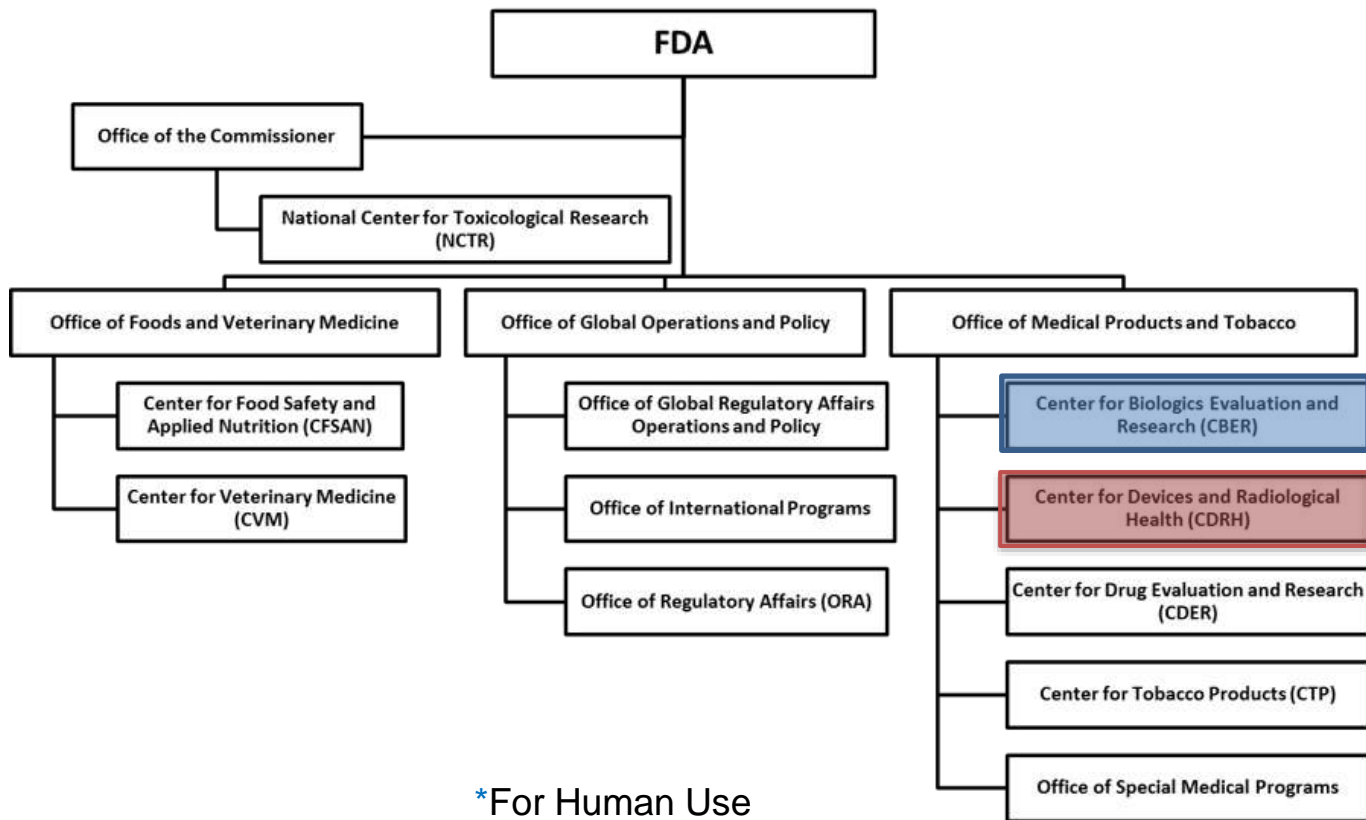 FDA
Office of the Commissioner
National Center for Toxicological Research
(NCTR)
Office of Foods and Veterinary Medicine
Center for Food Safety and
Applied Nutrition (CFSAN)
Center for Veterinary Medicine
(CVM)
Office of Global Operations and Policy
Office of Global Regulatory Affairs
Operations and Policy
Office of International Programs
Office of Regulatory Affairs (ORA)
Office of Medical Products and Tobacco
Center for Biologics Evaluation and
Research (CBER)
Center for Devices and Radiological
Health (CDRH)
Center for Drug Evaluation and Research
(CDER)
Center for Tobacco Products (CTP)
Office of Special Medical Programs
*For Human Use